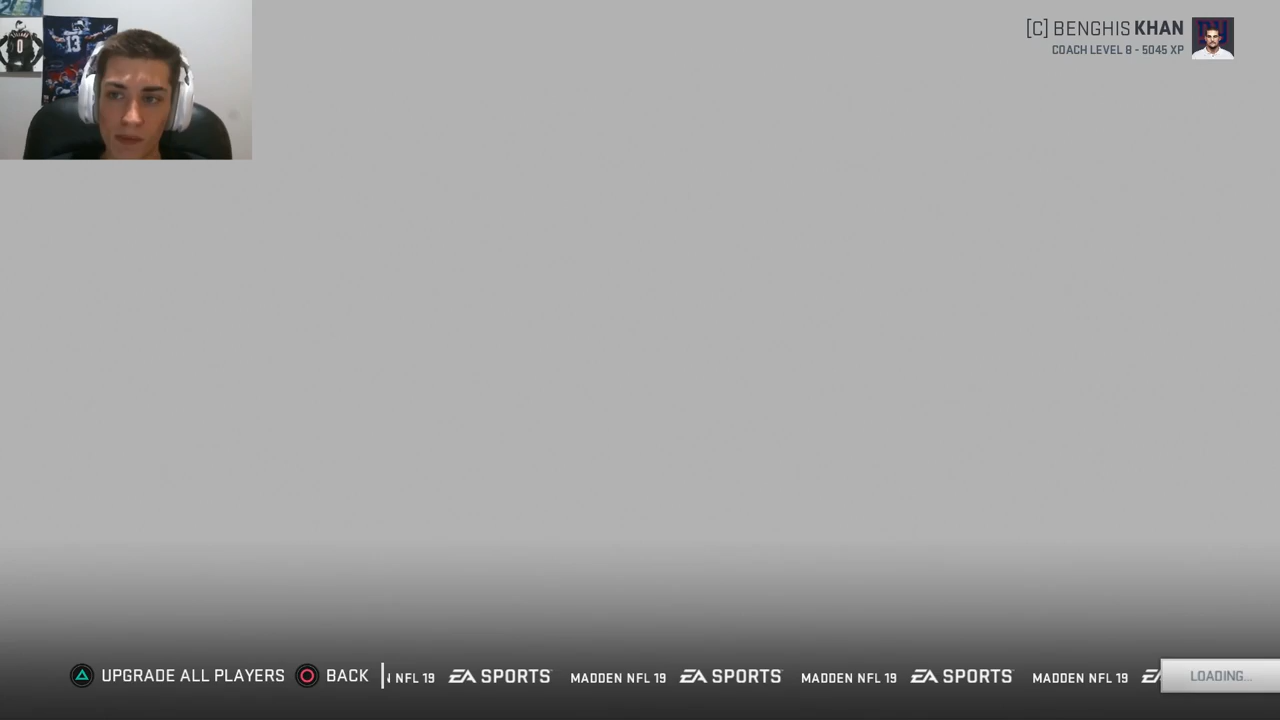 [C] BENGHIS KHAN
COACH LEVEL 8 - 5045 XP
13
0
UPGRADE ALL PLAYERS BACK NFL 19 EA SPORTS MADDEN NFL 19 EA SPORTS MADDEN NFL 19 EA SPORTS MADDEN NFL 19 LOADING...